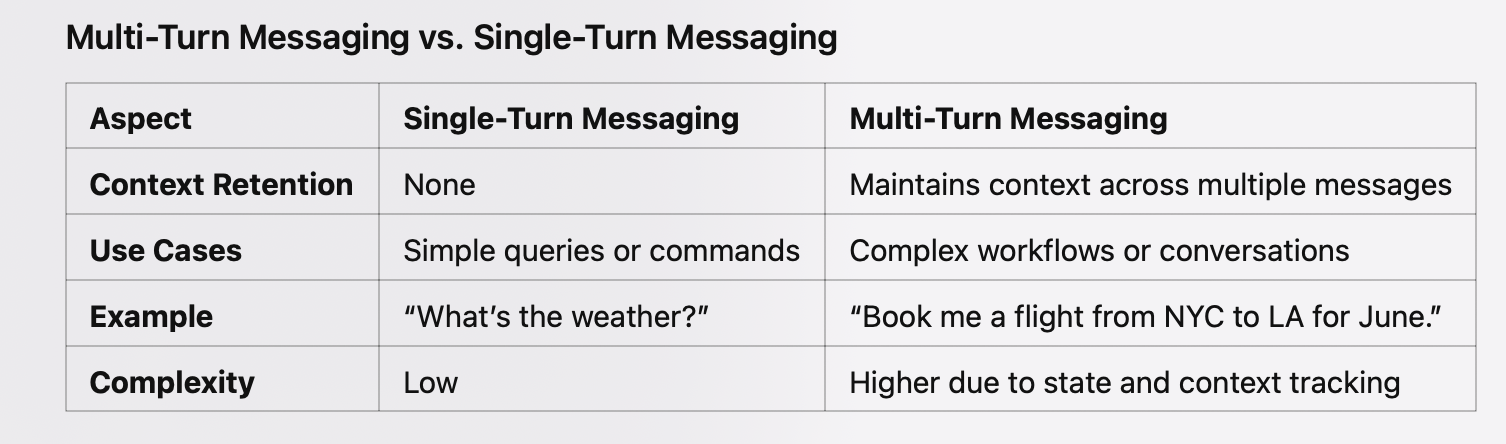 Multi-Turn Messaging vs. Single-Turn Messaging
Aspect Single-Turn Messaging Multi-Turn Messaging
Context Retention None Maintains context across multiple messages
Use Cases Simple queries or commands Complex workflows or conversations
Example “What’s the weather?” “Book me a flight from NYC to LA for June.”
Complexity Low Higher due to state and context tracking